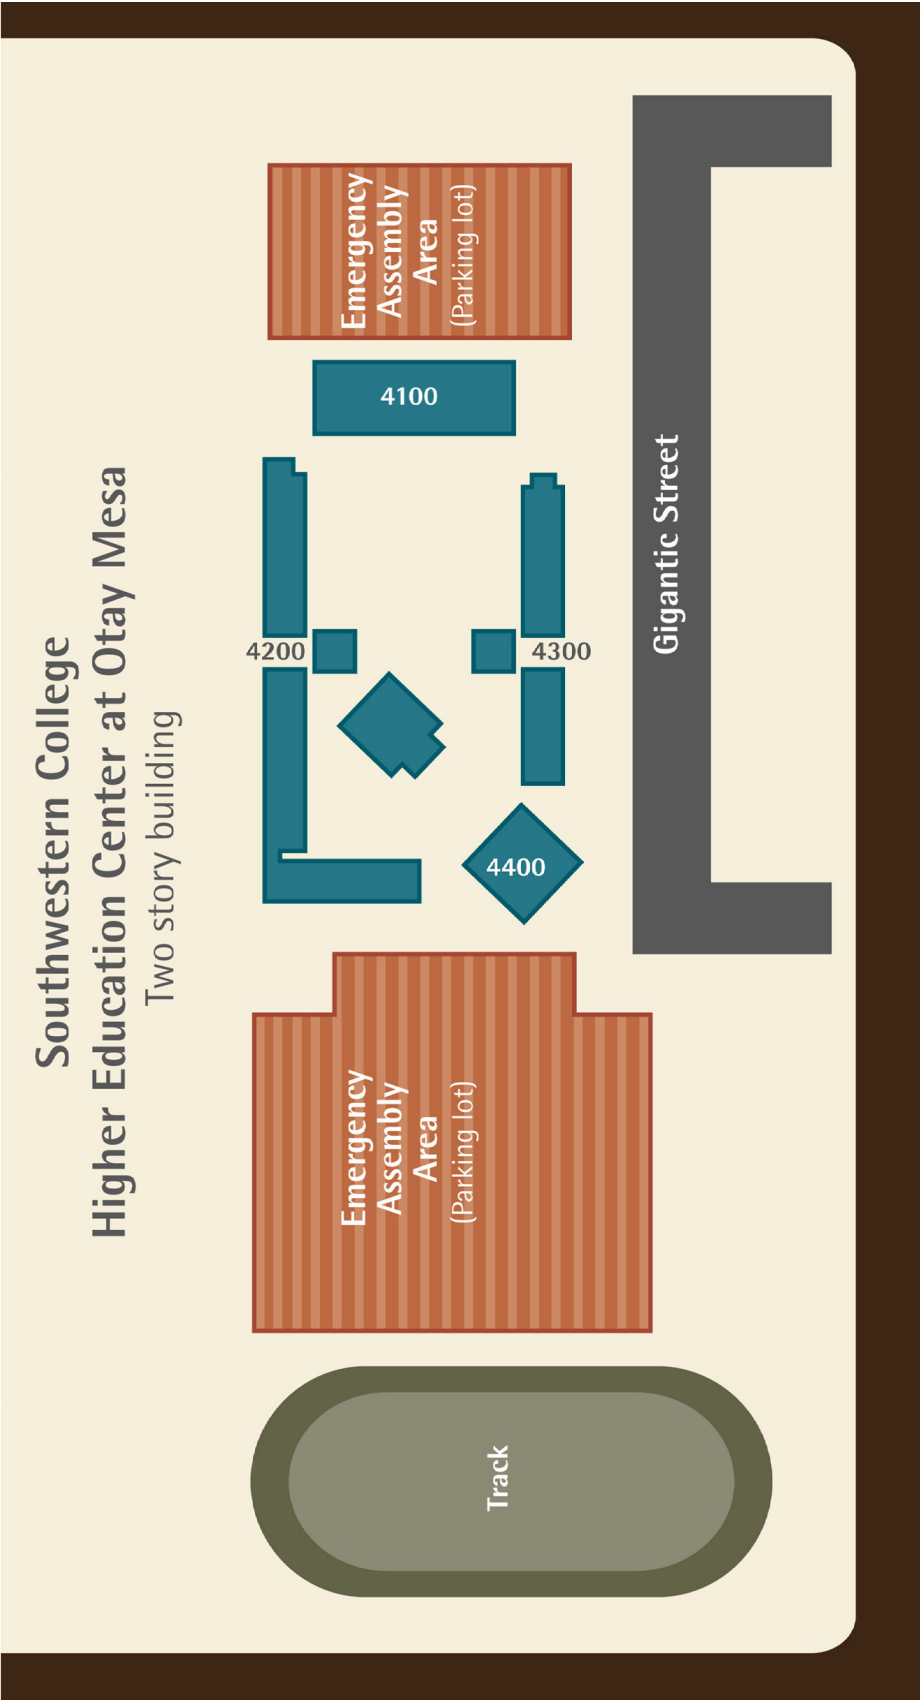 Southwestern College
Higher Education Center at Otay Mesa
Two story building
Emergency
Assembly
Area
(Parking lot)
4100
4200
4300
4400
Gigantic Street
Emergency
Assembly
Area
(Parking lot)
Track